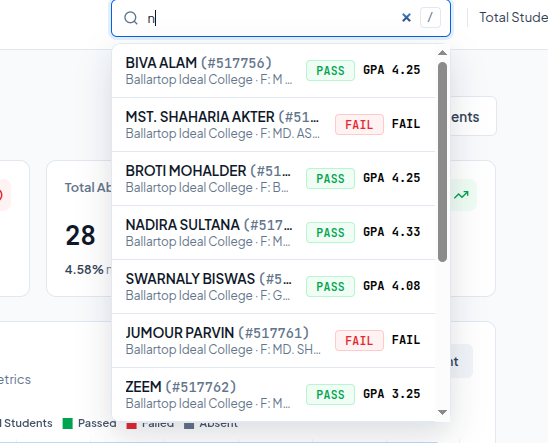 n × /
Total Stude
BIVA ALAM (#517756) PASS GPA 4.25
Ballartop Ideal College · F: M ...
MST. SHAHARIA AKTER (#51... FAIL FAIL
Ballartop Ideal College · F: MD. AS...
ents
BROTI MOHALDER (#51... PASS GPA 4.25
Ballartop Ideal College · F: B...
Total Ab
NADIRA SULTANA (#517... PASS GPA 4.33
Ballartop Ideal College · F: M...
28
SWARNALY BISWAS (#5... PASS GPA 4.08
Ballartop Ideal College · F: G...
4.58%
JUMOUR PARVIN (#517761) FAIL FAIL
Ballartop Ideal College · F: MD. SH...
nt
etrics
ZEEM (#517762) PASS GPA 3.25
Ballartop Ideal College · F: M...
l Students Passed Failed Absent